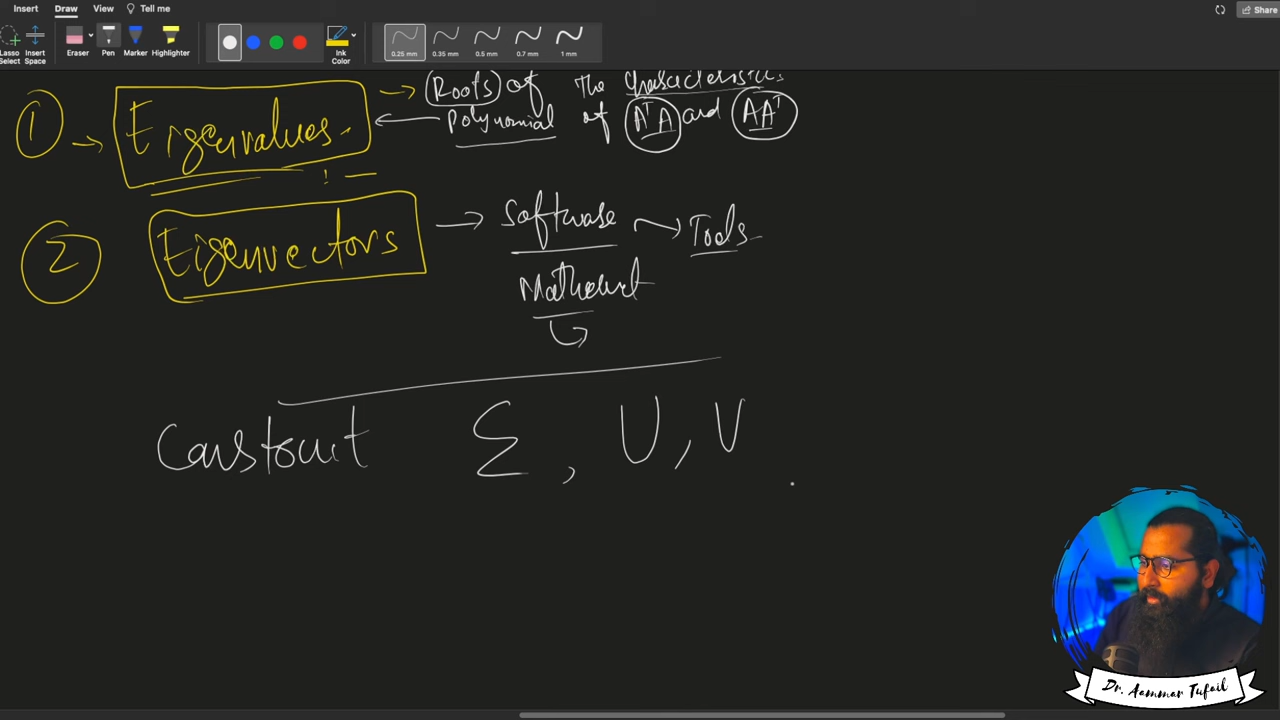 Insert Draw View Tell me
Share
Lasso Select
Insert Space
Eraser
Pen
Marker
Highlighter
Ink Color
0.25 mm
0.35 mm
0.5 mm
0.7 mm
1 mm
(Roots) of the Characteristics
① → Eigenvalues. Polynomial of AᵀA and AAᵀ
② Eigenvectors → Software → Tools
Construct Σ, U, V
Dr. Aammar Tufail